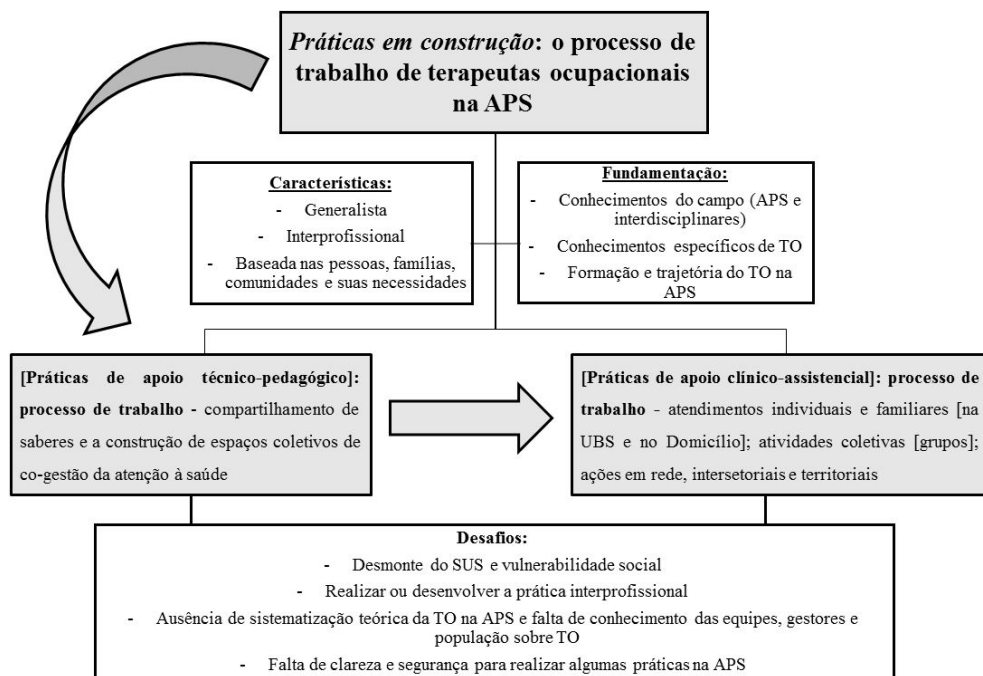 Práticas em construção: o processo de
trabalho de terapeutas ocupacionais
na APS
Características:
- Generalista
- Interprofissional
- Baseada nas pessoas, famílias,
comunidades e suas necessidades
Fundamentação:
- Conhecimentos do campo (APS e
interdisciplinares)
- Conhecimentos específicos de TO
- Formação e trajetória do TO na
APS
[Práticas de apoio técnico-pedagógico]:
processo de trabalho - compartilhamento de
saberes e a construção de espaços coletivos de
co-gestão da atenção à saúde
[Práticas de apoio clínico-assistencial]: processo de
trabalho - atendimentos individuais e familiares [na
UBS e no Domicílio]; atividades coletivas [grupos];
ações em rede, intersetoriais e territoriais
Desafios:
- Desmonte do SUS e vulnerabilidade social
- Realizar ou desenvolver a prática interprofissional
- Ausência de sistematização teórica da TO na APS e falta de conhecimento das equipes, gestores e
população sobre TO
- Falta de clareza e segurança para realizar algumas práticas na APS